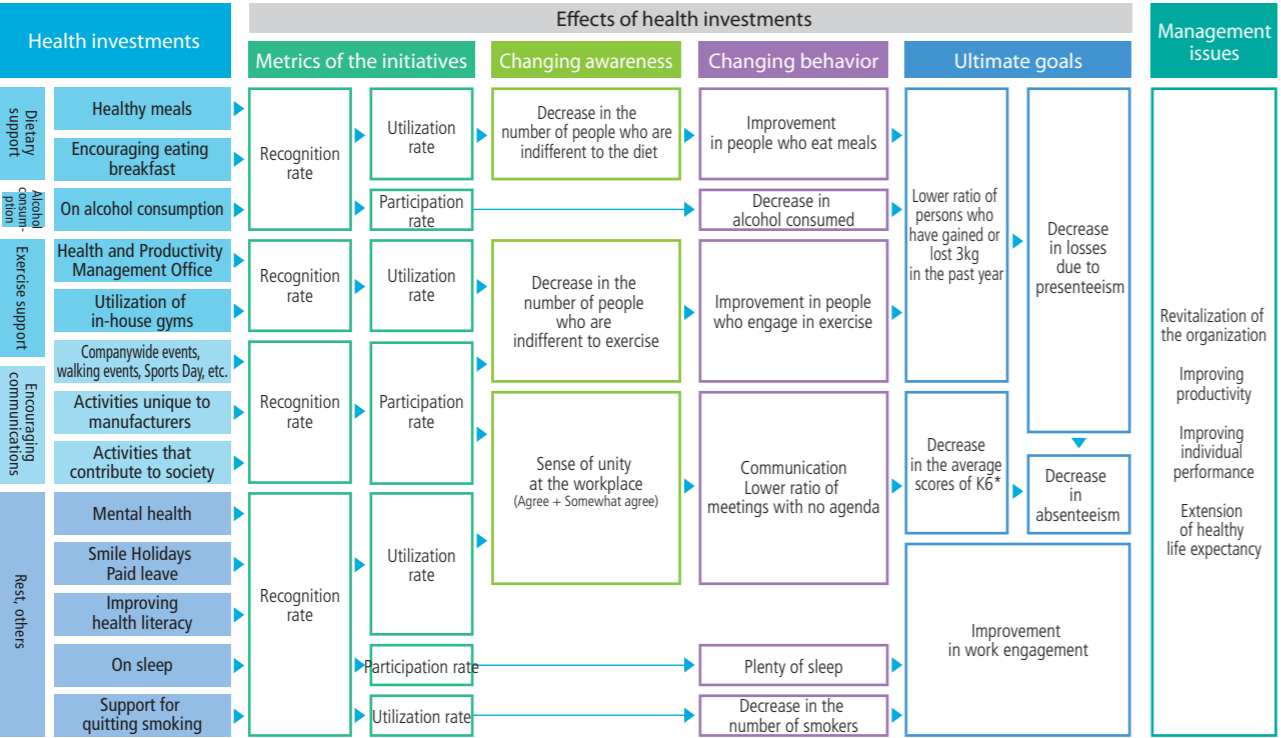 Health investments
Effects of health investments
Management
issues
Metrics of the initiatives
Changing awareness
Changing behavior
Ultimate goals
Dietary
support
Healthy meals
Encouraging eating
breakfast
Alcohol
consum-
ption
On alcohol consumption
Exercise support
Health and Productivity
Management Office
Utilization of
in-house gyms
Companywide events,
walking events, Sports Day, etc.
Encouraging
communications
Activities unique to
manufacturers
Activities that
contribute to society
Rest, others
Mental health
Smile Holidays
Paid leave
Improving
health literacy
On sleep
Support for
quitting smoking
Recognition
rate
Recognition
rate
Recognition
rate
Recognition
rate
Utilization
rate
Participation
rate
Utilization
rate
Participation
rate
Utilization
rate
Participation rate
Utilization rate
Decrease in the
number of people who are
indifferent to the diet
Decrease in the
number of people
who are
indifferent to exercise
Sense of unity
at the workplace
(Agree + Somewhat agree)
Improvement
in people who eat meals
Decrease in
alcohol consumed
Improvement in people
who engage in exercise
Communication
Lower ratio of
meetings with no agenda
Plenty of sleep
Decrease in the
number of smokers
Lower ratio of
persons who
have gained or
lost 3kg
in the past year
Decrease
in losses
due to
presenteeism
Decrease
in the average
scores of K6*
Decrease
in
absenteeism
Improvement
in work engagement
Revitalization of
the organization
Improving
productivity
Improving
individual
performance
Extension
of healthy
life expectancy